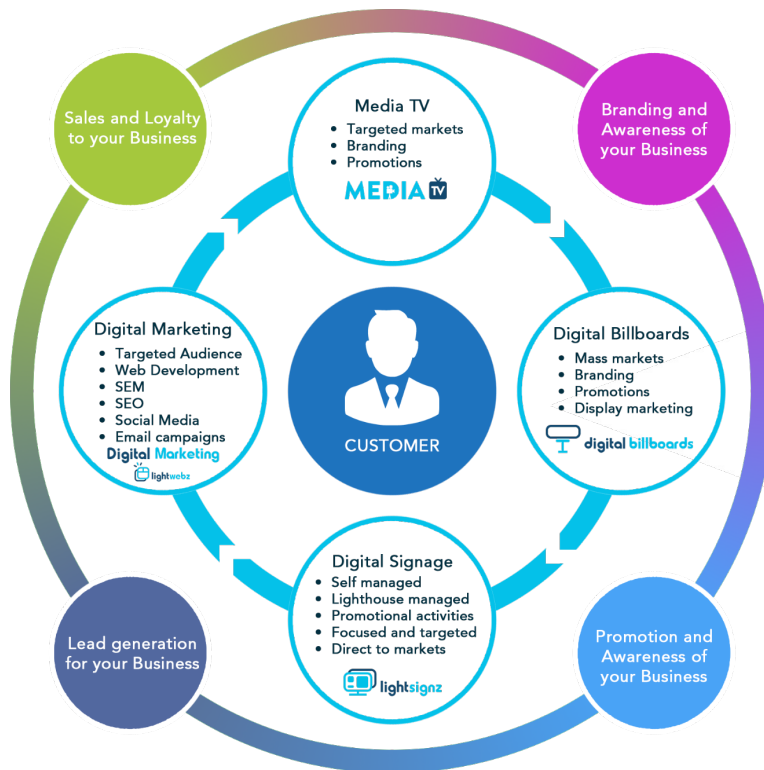 Sales and Loyalty
to your Business
Media TV
• Targeted markets
• Branding
• Promotions
MEDIA TV
Branding and
Awareness of
your Business
Digital Marketing
• Targeted Audience
• Web Development
• SEM
• SEO
• Social Media
• Email campaigns
Digital Marketing
lightwebz
CUSTOMER
Digital Billboards
• Mass markets
• Branding
• Promotions
• Display marketing
digital billboards
Lead generation
for your Business
Digital Signage
• Self managed
• Lighthouse managed
• Promotional activities
• Focused and targeted
• Direct to markets
lightsignz
Promotion and
Awareness of
your Business